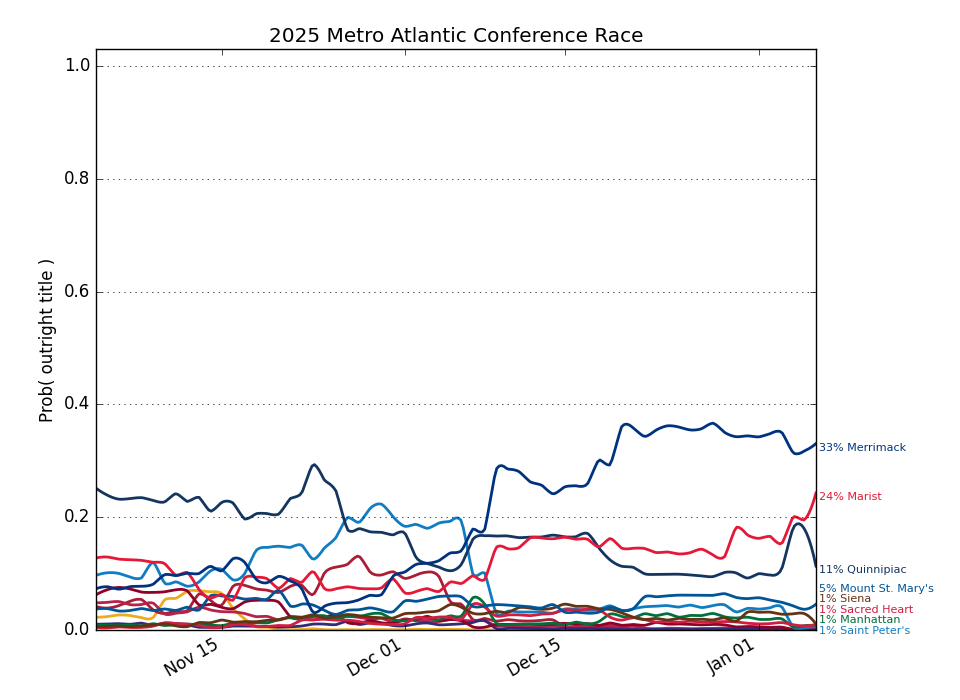 2025 Metro Atlantic Conference Race
Prob( outright title )
1.0
0.8
0.6
0.4
0.2
0.0
Nov 15
Dec 01
Dec 15
Jan 01
33% Merrimack
24% Marist
11% Quinnipiac
5% Mount St. Mary's
1% Siena
1% Sacred Heart
1% Manhattan
1% Saint Peter's